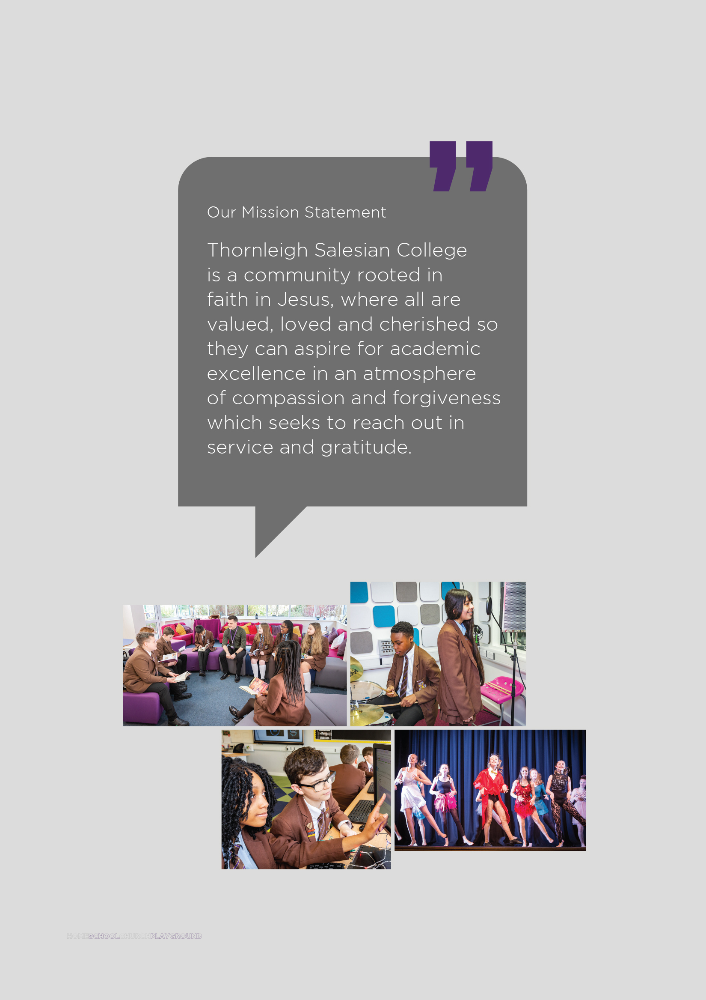 Our Mission Statement
Thornleigh Salesian College
is a community rooted in
faith in Jesus, where all are
valued, loved and cherished so
they can aspire for academic
excellence in an atmosphere
of compassion and forgiveness
which seeks to reach out in
service and gratitude.
HOMESCHOOLCHURCHPLAYGROUND